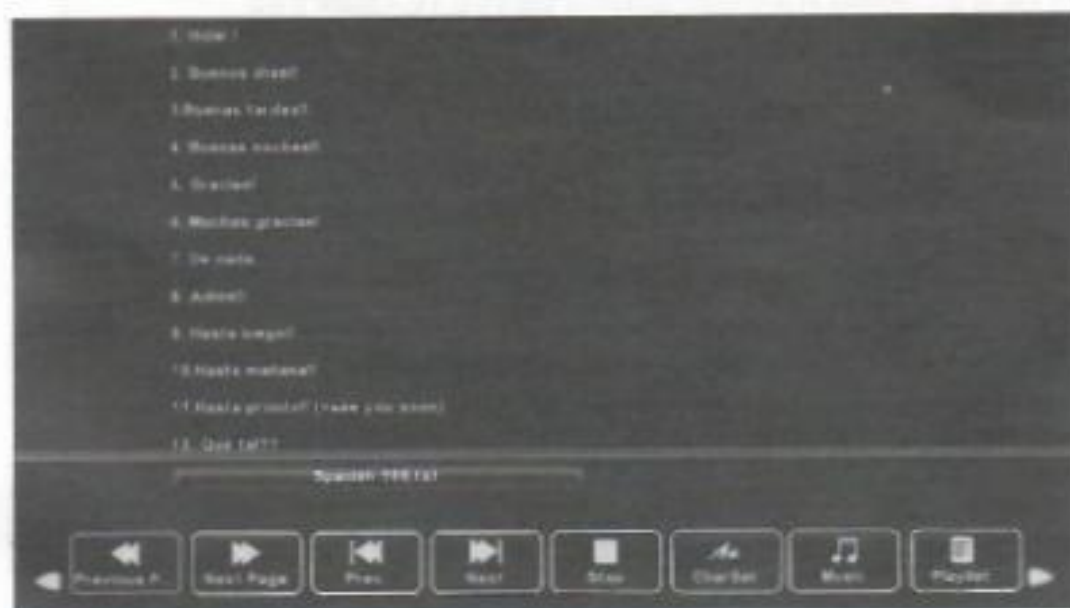 1. Hola! !
2. Buenos dias!!
3.Buenas tardes!!
4. Buenas noches!!
5. Gracias!
6. Muchas gracias!
7. De nada
8. Adios!!
9. Hasta luego!!
10.Hasta mañana!!
11.Hasta pronto!! (see you soon)
12. Que tal??
Spanish
Previous P...
Next Page
Prev.
Next
Stop
CharSet
Music
Playlist